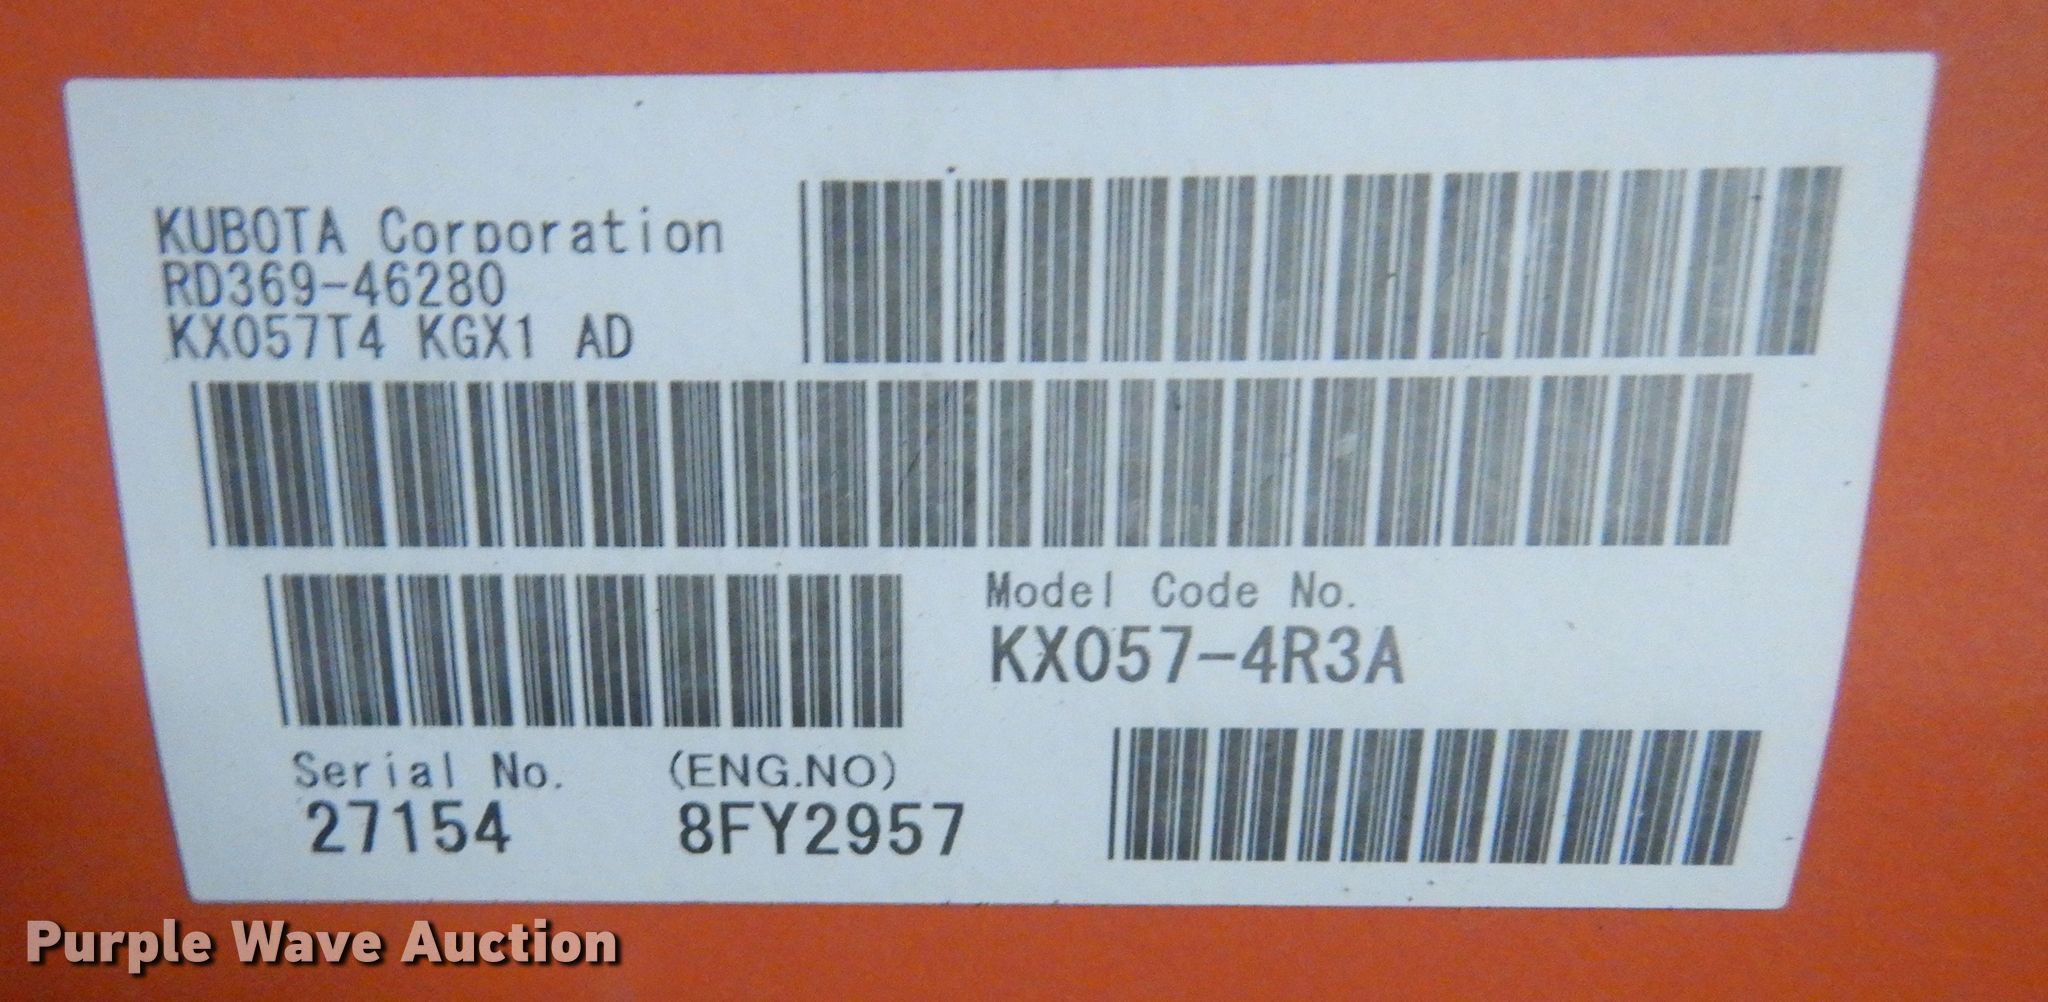 KUBOTA Corporation
RD369-46280
KX057T4 KGX1 AD
Model Code No.
KX057-4R3A
Serial No. (ENG.NO)
27154 8FY2957
Purple Wave Auction